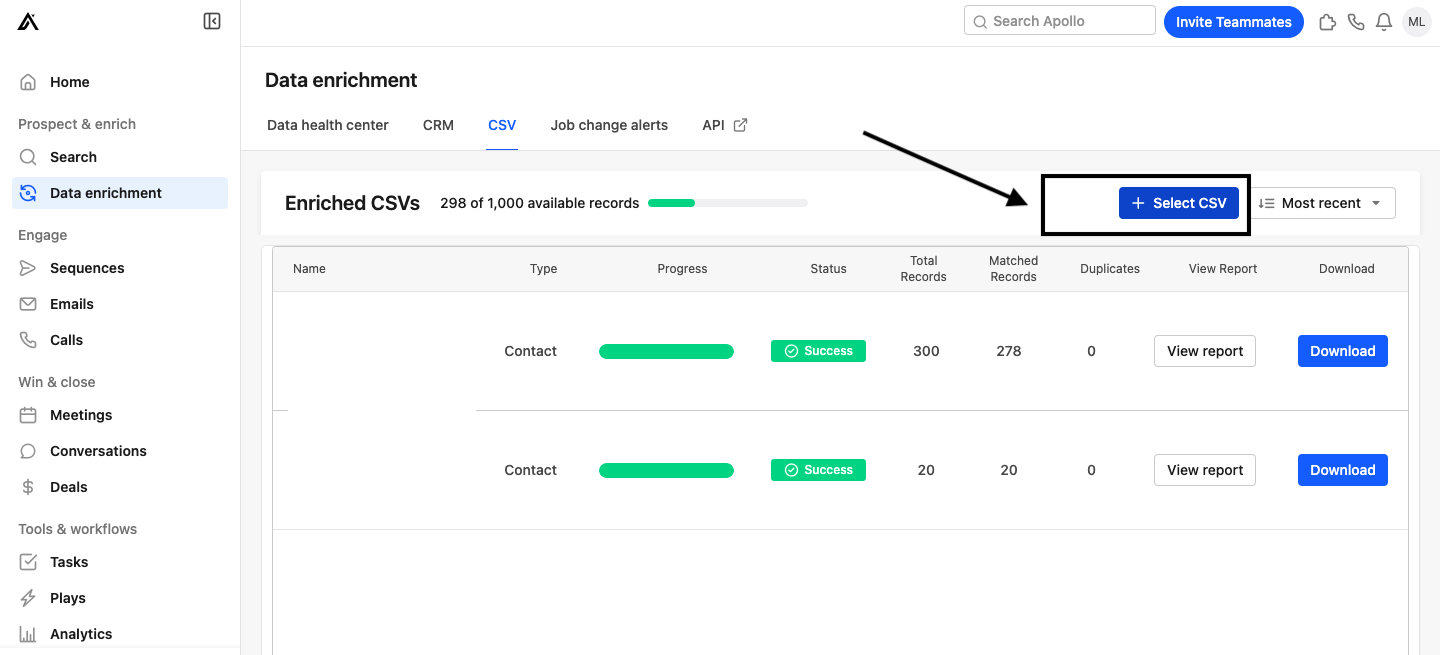 Search Apollo
Invite Teammates
ML
Home
Prospect & enrich
Search
Data enrichment
Engage
Sequences
Emails
Calls
Win & close
Meetings
Conversations
Deals
Tools & workflows
Tasks
Plays
Analytics
Data enrichment
Data health center CRM CSV Job change alerts API
Enriched CSVs 298 of 1,000 available records + Select CSV Most recent
Name Type Progress Status Total Records Matched Records Duplicates View Report Download
Contact Success 300 278 0 View report Download
Contact Success 20 20 0 View report Download